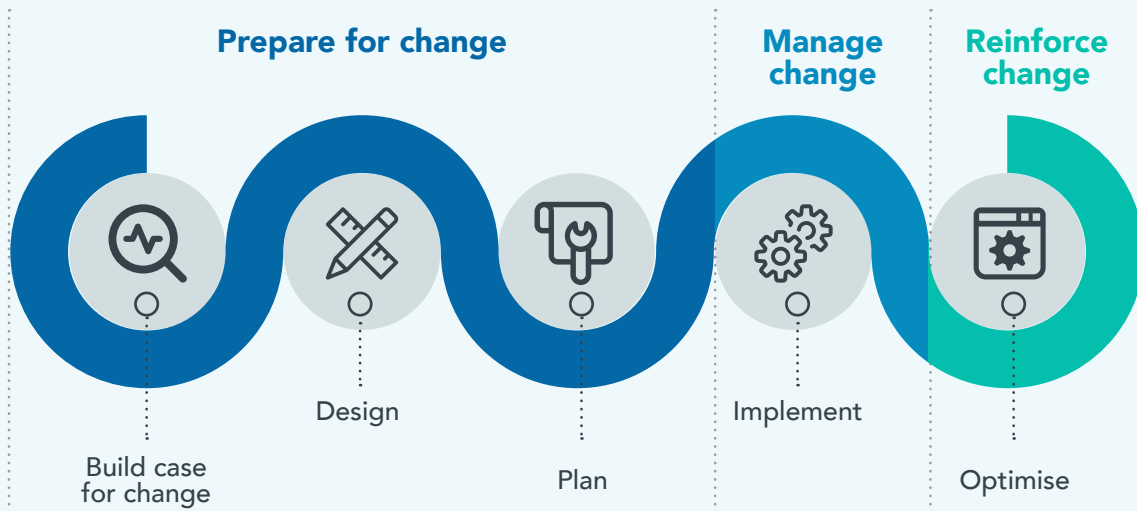 Prepare for change
Manage
change
Reinforce
change
Build case
for change
Design
Plan
Implement
Optimise